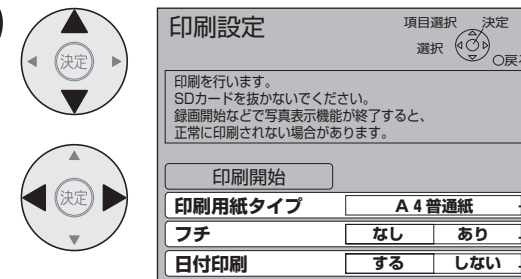 決定
決定
印刷設定
項目選択 決定
選択
印刷を行います。
SDカードを抜かないでください。
録画開始などで写真表示機能が終了すると、
正常に印刷されない場合があります。
印刷開始
印刷用紙タイプ A4普通紙
フチ なし あり
日付印刷 する しない